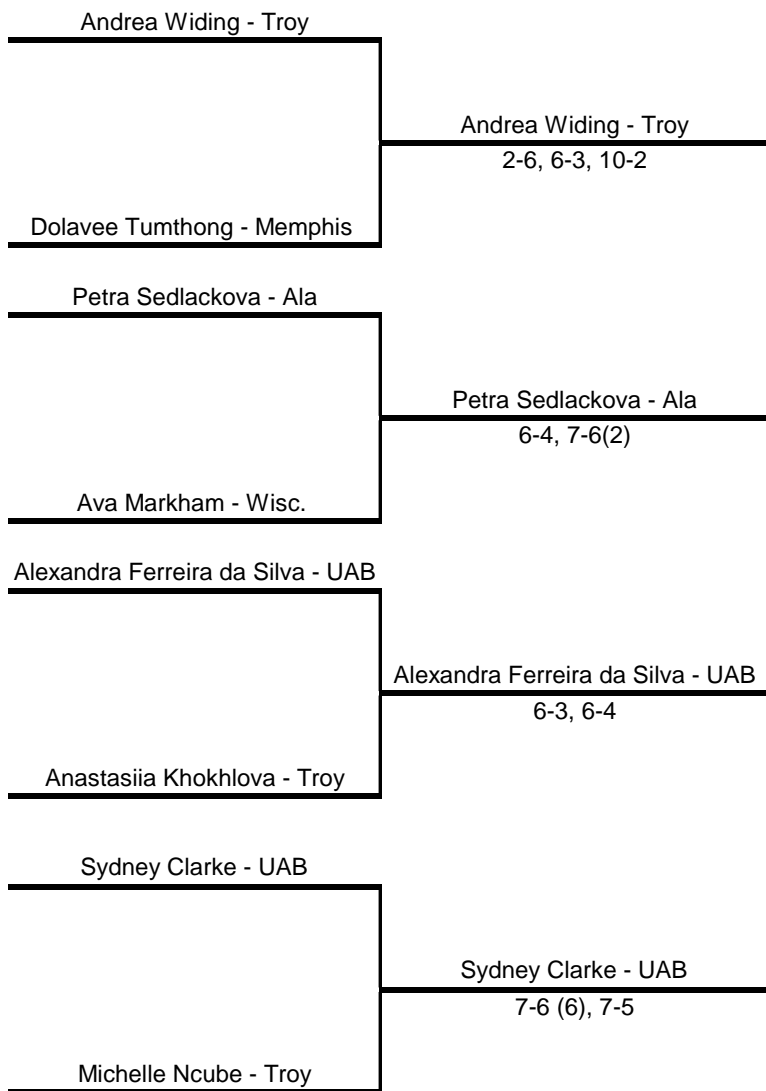 Andrea Widing - Troy
Andrea Widing - Troy
2-6, 6-3, 10-2
Dolavee Tumthong - Memphis
Petra Sedlackova - Ala
Petra Sedlackova - Ala
6-4, 7-6(2)
Ava Markham - Wisc.
Alexandra Ferreira da Silva - UAB
Alexandra Ferreira da Silva - UAB
6-3, 6-4
Anastasiia Khokhlova - Troy
Sydney Clarke - UAB
Sydney Clarke - UAB
7-6 (6), 7-5
Michelle Ncube - Troy